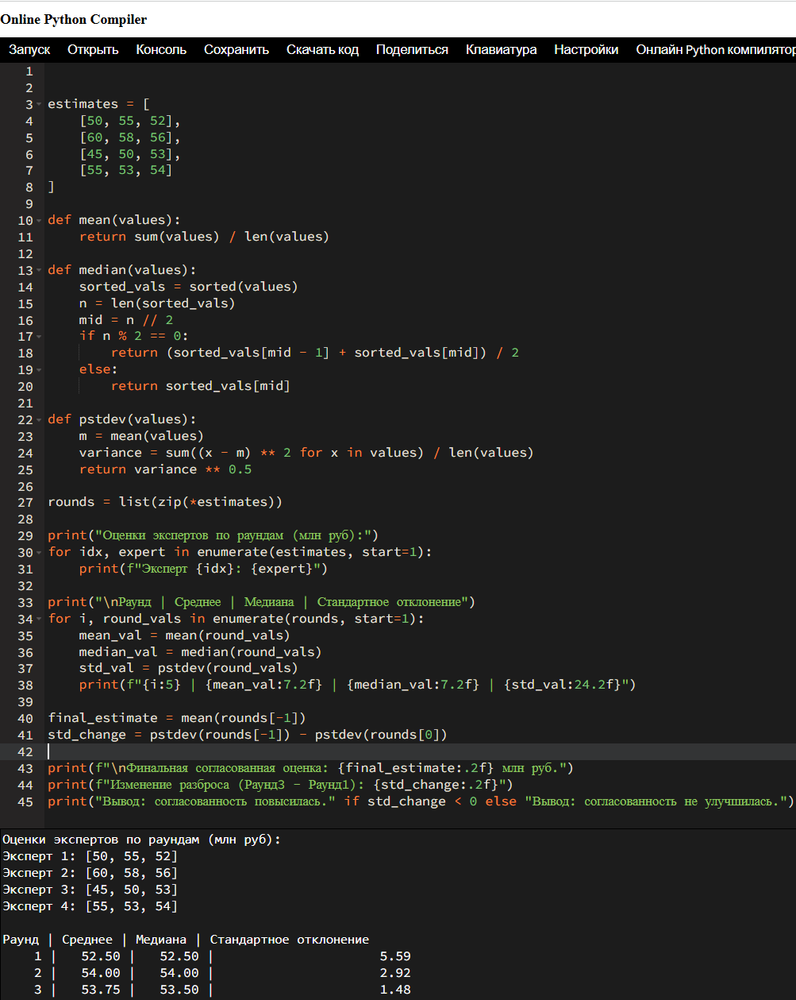 Online Python Compiler
Запуск Открыть Консоль Сохранить Скачать код Поделиться Клавиатура Настройки Онлайн Python компилятор
1
2
3 estimates = [
4     [50, 55, 52],
5     [60, 58, 56],
6     [45, 50, 53],
7     [55, 53, 54]
8 ]
9
10 def mean(values):
11     return sum(values) / len(values)
12
13 def median(values):
14     sorted_vals = sorted(values)
15     n = len(sorted_vals)
16     mid = n // 2
17     if n % 2 == 0:
18         return (sorted_vals[mid - 1] + sorted_vals[mid]) / 2
19     else:
20         return sorted_vals[mid]
21
22 def pstdev(values):
23     m = mean(values)
24     variance = sum((x - m) ** 2 for x in values) / len(values)
25     return variance ** 0.5
26
27 rounds = list(zip(*estimates))
28
29 print("Оценки экспертов по раундам (млн руб):")
30 for idx, expert in enumerate(estimates, start=1):
31     print(f"Эксперт {idx}: {expert}")
32
33 print("\nРаунд | Среднее | Медиана | Стандартное отклонение")
34 for i, round_vals in enumerate(rounds, start=1):
35     mean_val = mean(round_vals)
36     median_val = median(round_vals)
37     std_val = pstdev(round_vals)
38     print(f"{i:5} | {mean_val:7.2f} | {median_val:7.2f} | {std_val:24.2f}")
39
40 final_estimate = mean(rounds[-1])
41 std_change = pstdev(rounds[-1]) - pstdev(rounds[0])
42
43 print(f"\nФинальная согласованная оценка: {final_estimate:.2f} млн руб.")
44 print(f"Изменение разброса (Раунд3 - Раунд1): {std_change:.2f}")
45 print("Вывод: согласованность повысилась." if std_change < 0 else "Вывод: согласованность не улучшилась.")
Оценки экспертов по раундам (млн руб):
Эксперт 1: [50, 55, 52]
Эксперт 2: [60, 58, 56]
Эксперт 3: [45, 50, 53]
Эксперт 4: [55, 53, 54]
Раунд | Среднее | Медиана | Стандартное отклонение
    1 |   52.50 |   52.50 |                     5.59
    2 |   54.00 |   54.00 |                     2.92
    3 |   53.75 |   53.50 |                     1.48